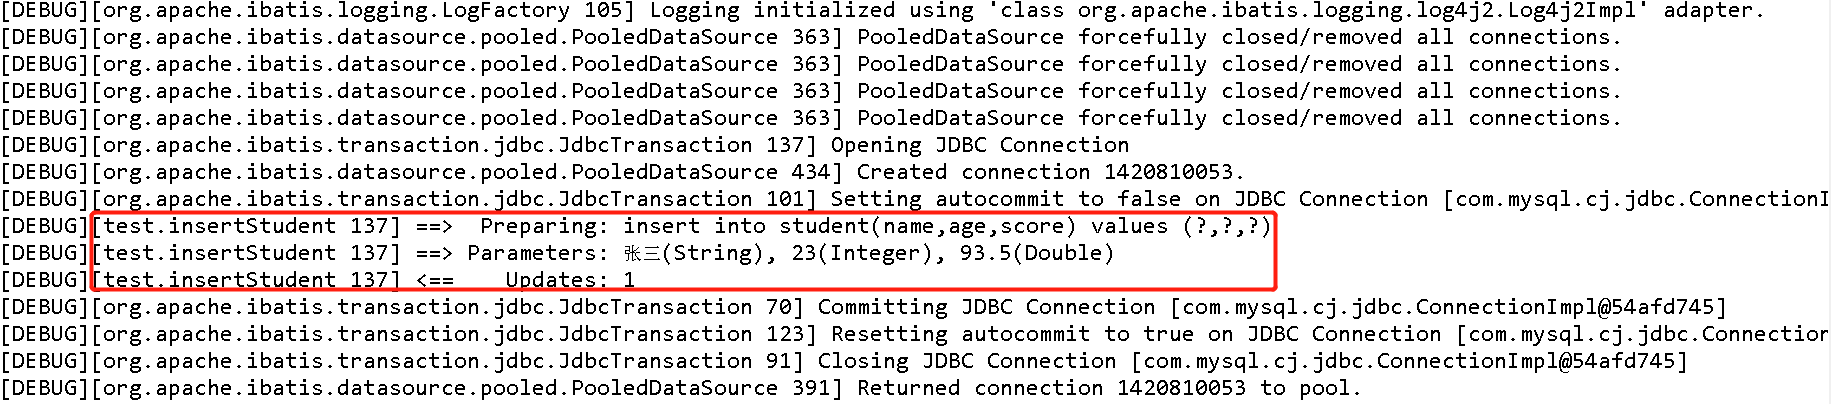 [DEBUG][org.apache.ibatis.logging.LogFactory 105] Logging initialized using 'class org.apache.ibatis.logging.log4j2.Log4j2Impl' adapter.
[DEBUG][org.apache.ibatis.datasource.pooled.PooledDataSource 363] PooledDataSource forcefully closed/removed all connections.
[DEBUG][org.apache.ibatis.datasource.pooled.PooledDataSource 363] PooledDataSource forcefully closed/removed all connections.
[DEBUG][org.apache.ibatis.datasource.pooled.PooledDataSource 363] PooledDataSource forcefully closed/removed all connections.
[DEBUG][org.apache.ibatis.datasource.pooled.PooledDataSource 363] PooledDataSource forcefully closed/removed all connections.
[DEBUG][org.apache.ibatis.transaction.jdbc.JdbcTransaction 137] Opening JDBC Connection
[DEBUG][org.apache.ibatis.datasource.pooled.PooledDataSource 434] Created connection 1420810053.
[DEBUG][org.apache.ibatis.transaction.jdbc.JdbcTransaction 101] Setting autocommit to false on JDBC Connection [com.mysql.cj.jdbc.ConnectionI
[DEBUG][test.insertStudent 137] ==>  Preparing: insert into student(name,age,score) values (?,?,?)
[DEBUG][test.insertStudent 137] ==> Parameters: 张三(String), 23(Integer), 93.5(Double)
[DEBUG][test.insertStudent 137] <==    Updates: 1
[DEBUG][org.apache.ibatis.transaction.jdbc.JdbcTransaction 70] Committing JDBC Connection [com.mysql.cj.jdbc.ConnectionImpl@54afd745]
[DEBUG][org.apache.ibatis.transaction.jdbc.JdbcTransaction 123] Resetting autocommit to true on JDBC Connection [com.mysql.cj.jdbc.Connection
[DEBUG][org.apache.ibatis.transaction.jdbc.JdbcTransaction 91] Closing JDBC Connection [com.mysql.cj.jdbc.ConnectionImpl@54afd745]
[DEBUG][org.apache.ibatis.datasource.pooled.PooledDataSource 391] Returned connection 1420810053 to pool.